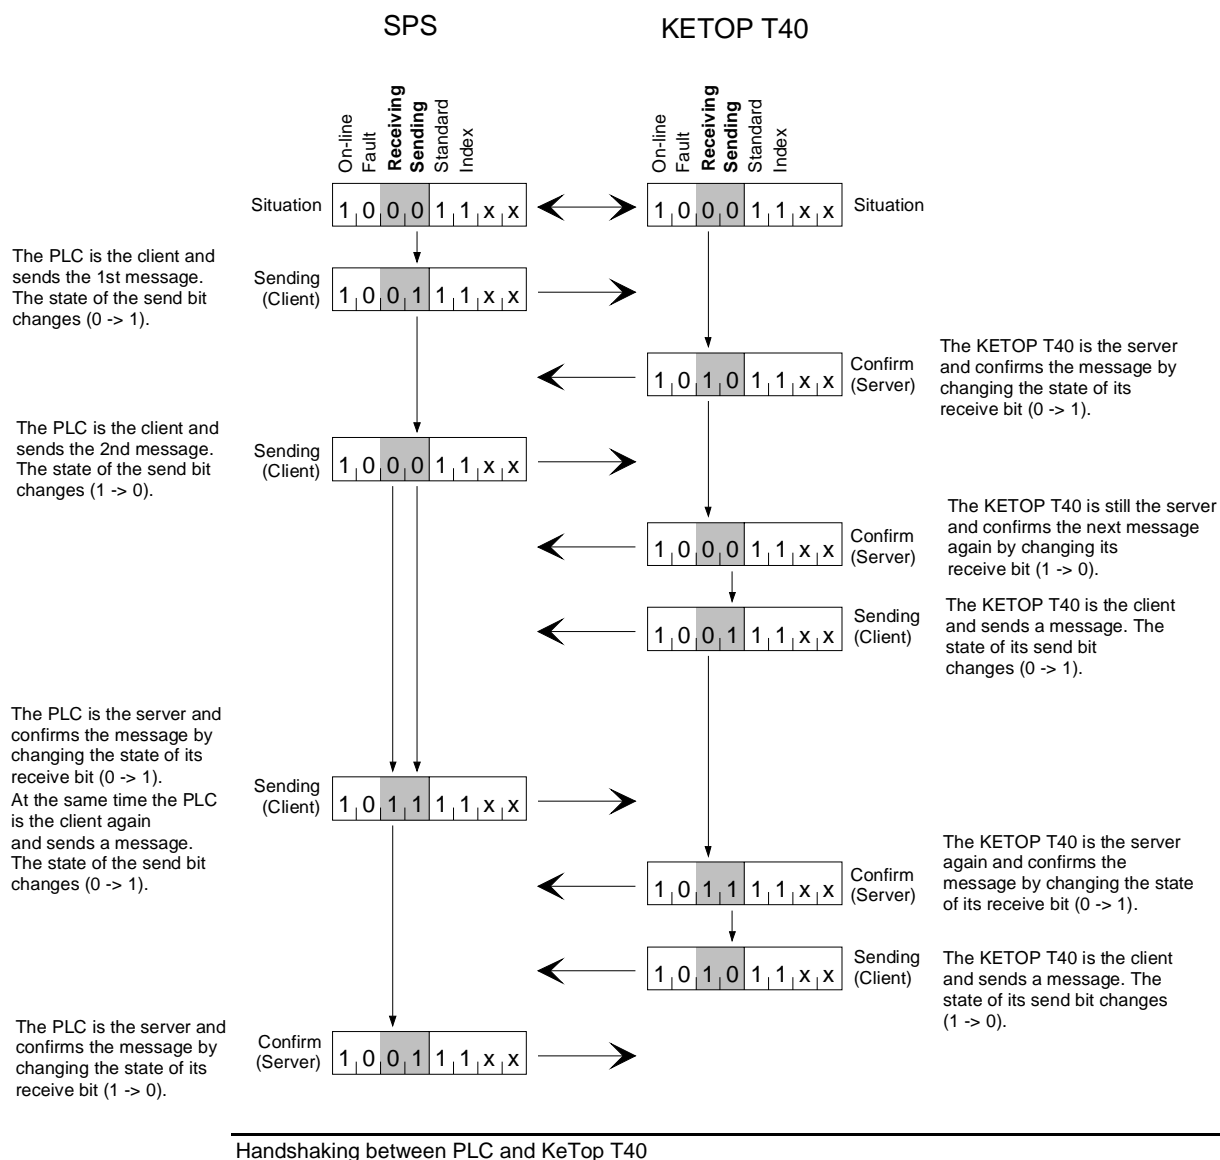 SPS
KETOP T40
On-line
Fault
Receiving
Sending
Standard
Index
On-line
Fault
Receiving
Sending
Standard
Index
Situation
1 0 0 0 1 1 x x
1 0 0 0 1 1 x x
Situation
The PLC is the client and
sends the 1st message.
The state of the send bit
changes (0 -> 1).
Sending
(Client)
1 0 0 1 1 1 x x
1 0 1 0 1 1 x x
Confirm
(Server)
The KETOP T40 is the server
and confirms the message by
changing the state of its
receive bit (0 -> 1).
The PLC is the client and
sends the 2nd message.
The state of the send bit
changes (1 -> 0).
Sending
(Client)
1 0 0 0 1 1 x x
1 0 0 0 1 1 x x
Confirm
(Server)
The KETOP T40 is still the server
and confirms the next message
again by changing its
receive bit (1 -> 0).
1 0 0 1 1 1 x x
Sending
(Client)
The KETOP T40 is the client
and sends a message. The
state of its send bit
changes (0 -> 1).
The PLC is the server and
confirms the message by
changing the state of its
receive bit (0 -> 1).
At the same time the PLC
is the client again
and sends a message.
The state of the send bit
changes (0 -> 1).
Sending
(Client)
1 0 1 1 1 1 x x
1 0 1 1 1 1 x x
Confirm
(Server)
The KETOP T40 is the server
again and confirms the
message by changing the state
of its receive bit (0 -> 1).
1 0 1 0 1 1 x x
Sending
(Client)
The KETOP T40 is the client
and sends a message. The
state of its send bit changes
(1 -> 0).
The PLC is the server and
confirms the message by
changing the state of its
receive bit (1 -> 0).
Confirm
(Server)
1 0 0 1 1 1 x x
Handshaking between PLC and KeTop T40